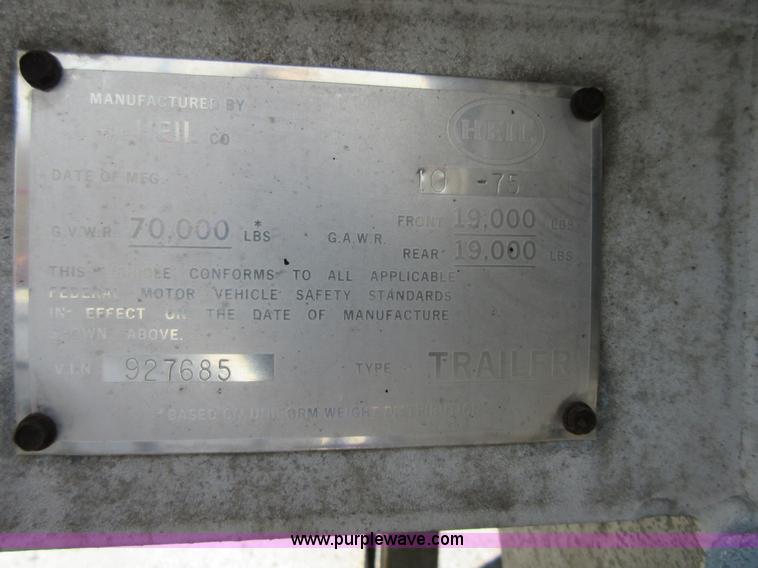 MANUFACTURED BY
HEIL CO
HEIL
DATE OF MFG 10 -75
G.V.W.R. 70,000 * LBS G.A.W.R. FRONT 19,000 LBS
REAR 19,000 LBS
THIS VEHICLE CONFORMS TO ALL APPLICABLE
FEDERAL MOTOR VEHICLE SAFETY STANDARDS
IN EFFECT ON THE DATE OF MANUFACTURE
SHOWN ABOVE.
V.I.N 927685 TYPE TRAILER
*BASED ON UNIFORM WEIGHT DISTRIBUTION
www.purplewave.com